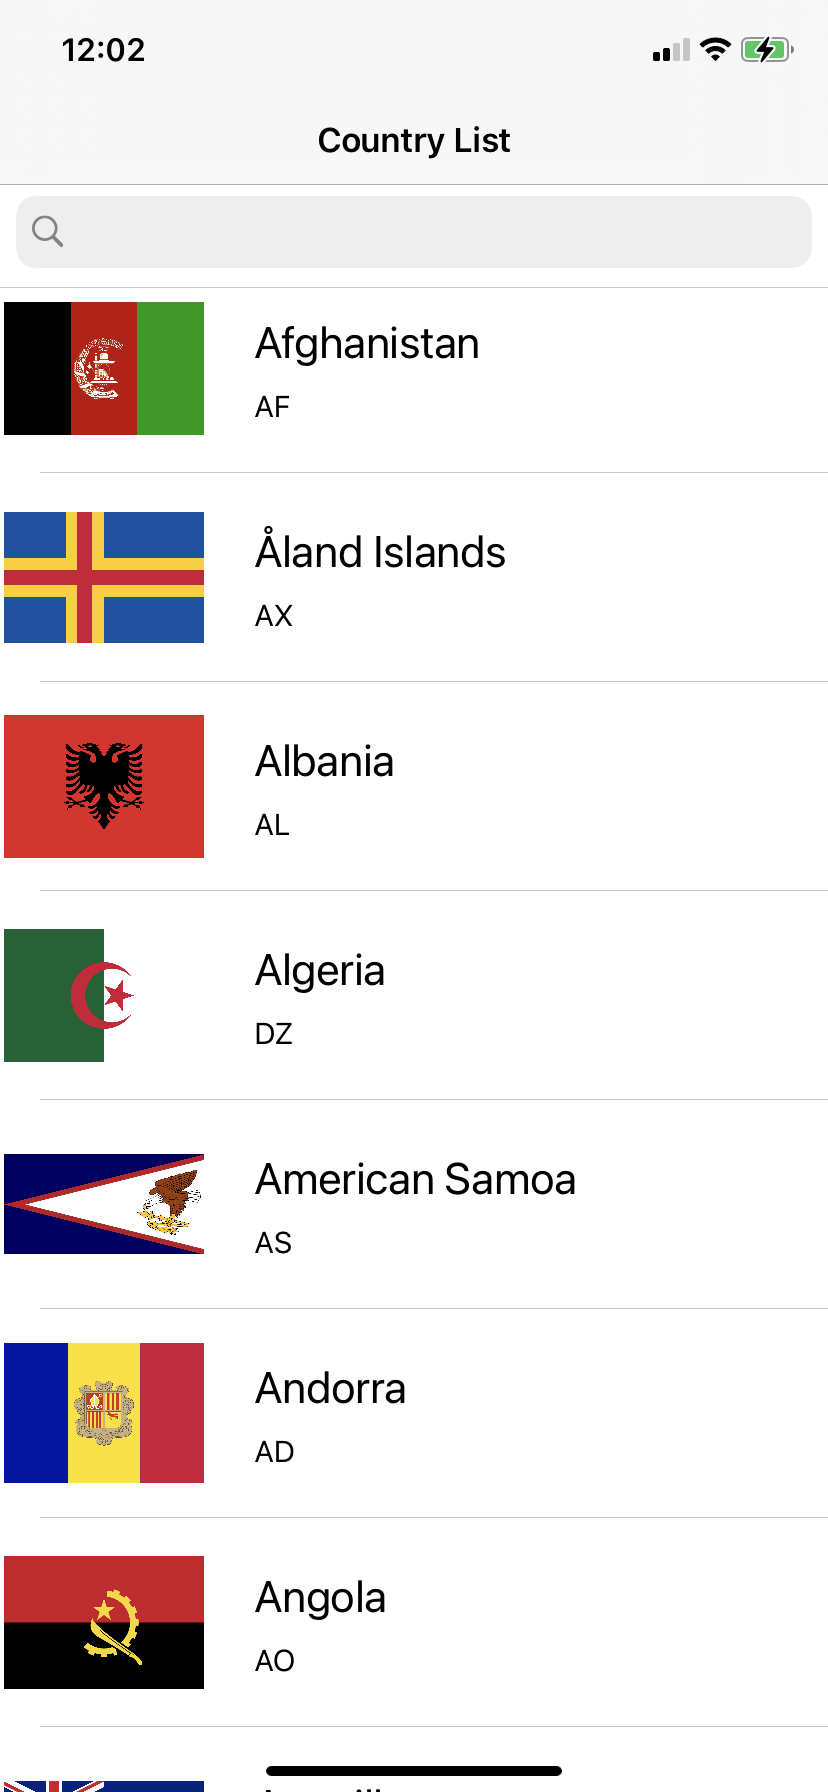 12:02
Country List
Afghanistan
AF
Åland Islands
AX
Albania
AL
Algeria
DZ
American Samoa
AS
Andorra
AD
Angola
AO